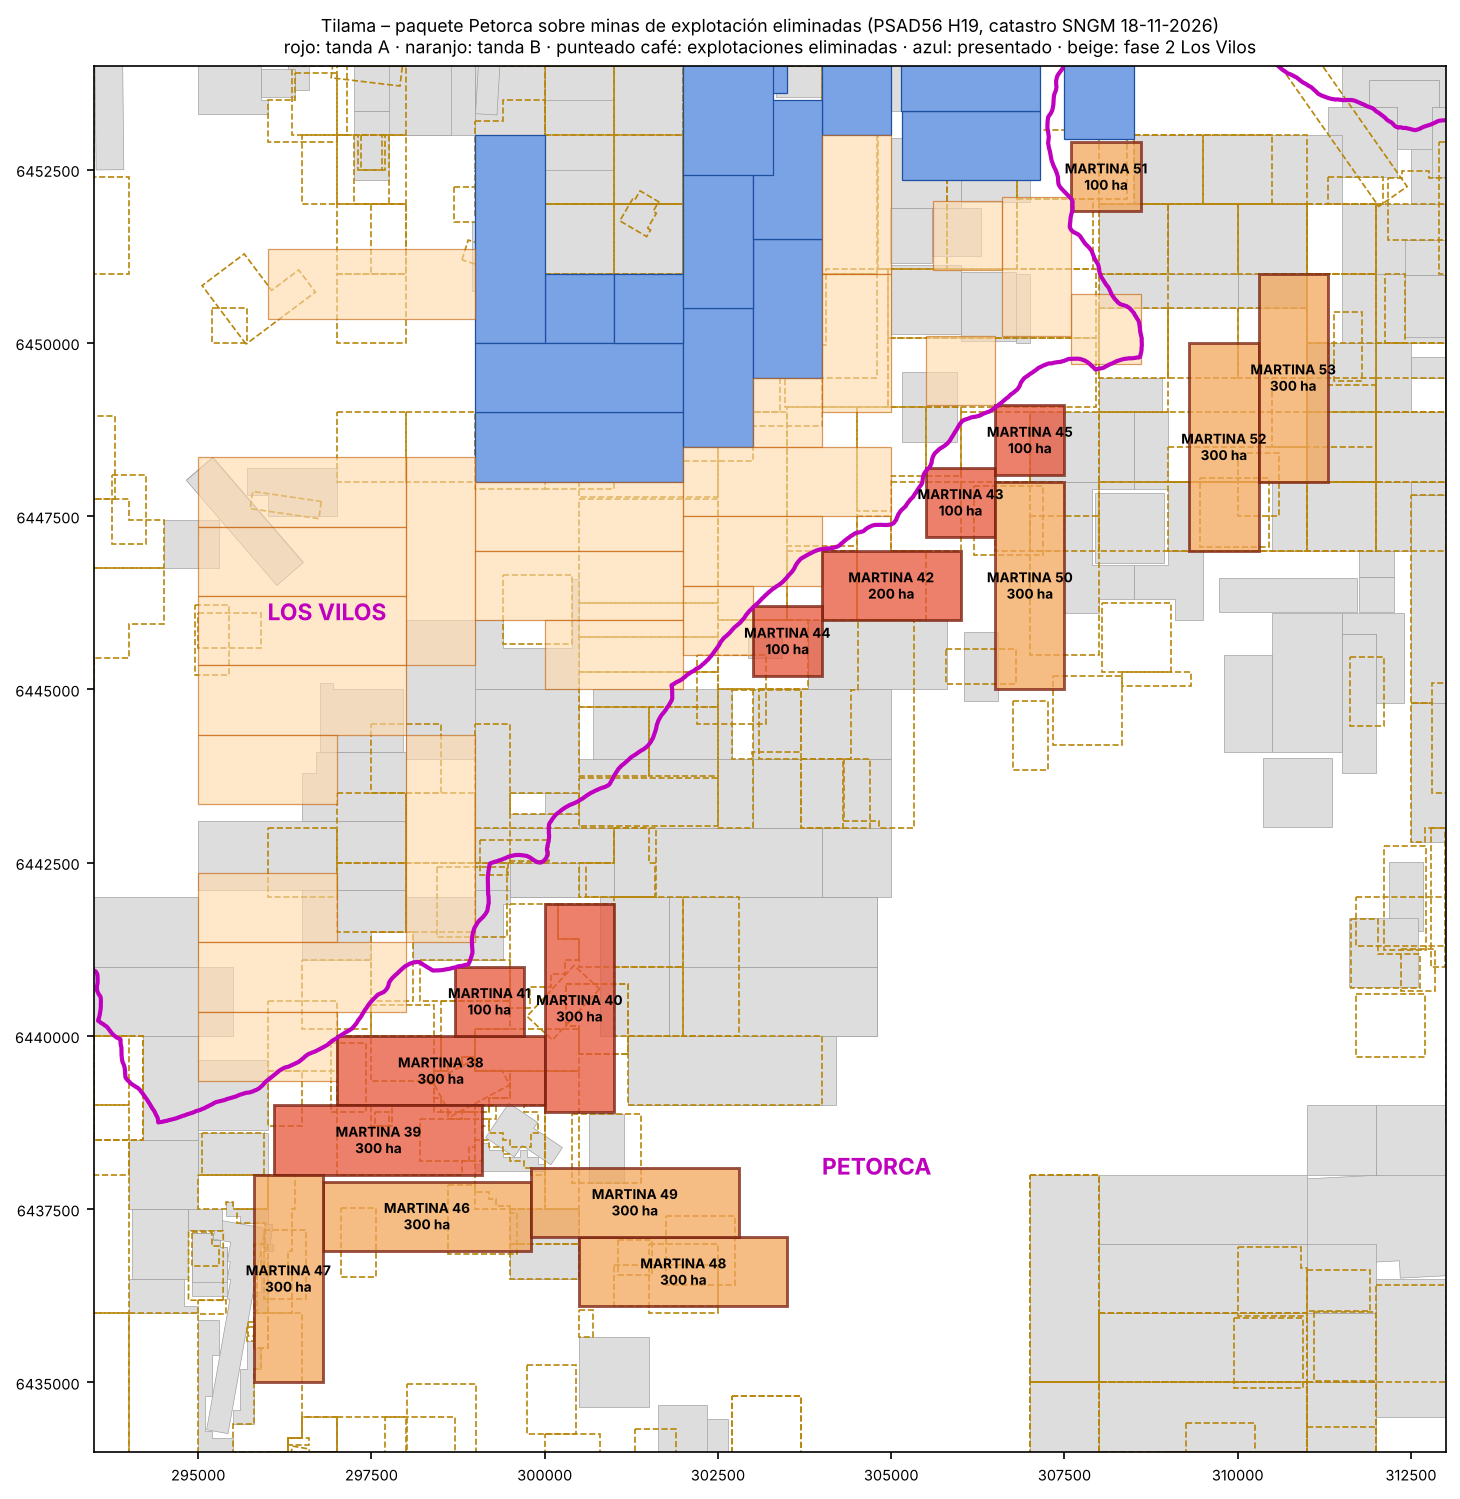 Tilama – paquete Petorca sobre minas de explotación eliminadas (PSAD56 H19, catastro SNGM 18-11-2026)
rojo: tanda A · naranjo: tanda B · punteado café: explotaciones eliminadas · azul: presentado · beige: fase 2 Los Vilos
6452500
MARTINA 51
100 ha
6450000
MARTINA 53
300 ha
MARTINA 45
100 ha
MARTINA 52
300 ha
MARTINA 43
100 ha
6447500
MARTINA 42
200 ha
MARTINA 50
300 ha
LOS VILOS
MARTINA 44
100 ha
6445000
6442500
MARTINA 41
100 ha
MARTINA 40
300 ha
6440000
MARTINA 38
300 ha
MARTINA 39
300 ha
PETORCA
MARTINA 49
300 ha
6437500
MARTINA 46
300 ha
MARTINA 47
300 ha
MARTINA 48
300 ha
6435000
295000
297500
300000
302500
305000
307500
310000
312500